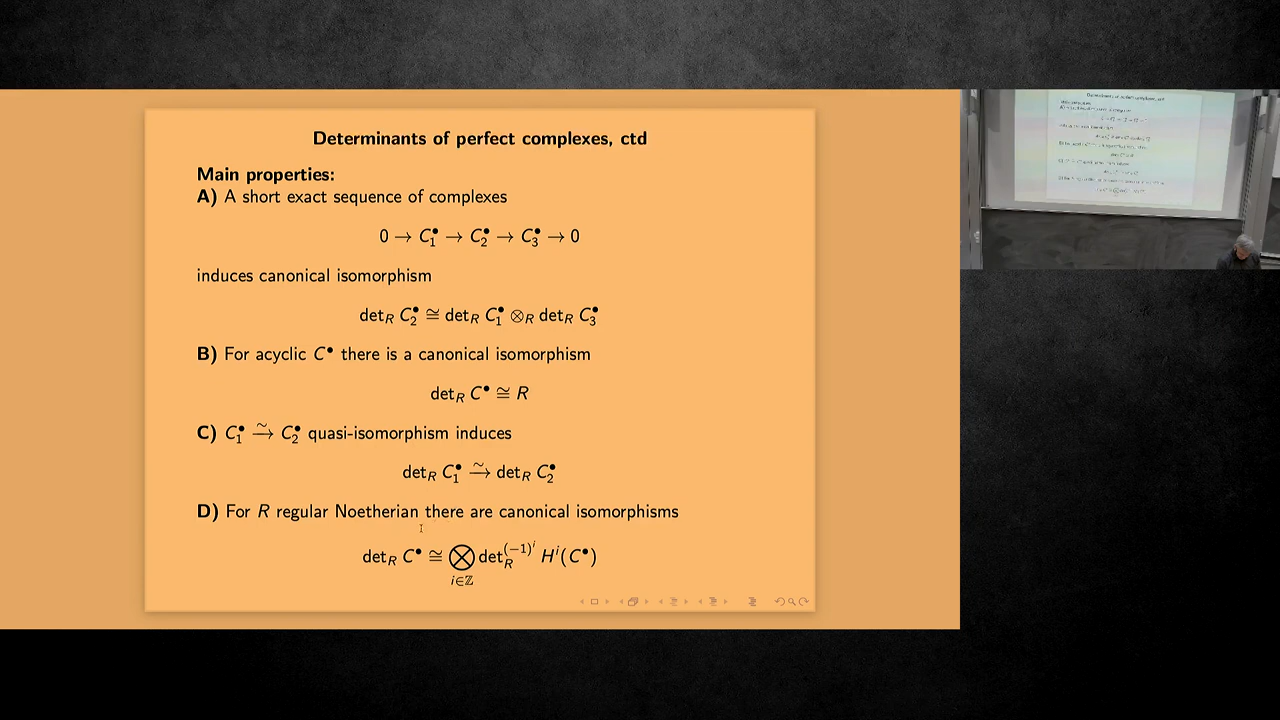 Determinants of perfect complexes, ctd
Main properties:
A) A short exact sequence of complexes
0 → C₁• → C₂• → C₃• → 0
induces canonical isomorphism
det_R C₂• ≅ det_R C₁• ⊗_R det_R C₃•
B) For acyclic C• there is a canonical isomorphism
det_R C• ≅ R
C) C₁• →~ C₂• quasi-isomorphism induces
det_R C₁• →~ det_R C₂•
D) For R regular Noetherian there are canonical isomorphisms
det_R C• ≅ ⊗_{i∈ℤ} det_R^{(-1)^i} H^i(C•)